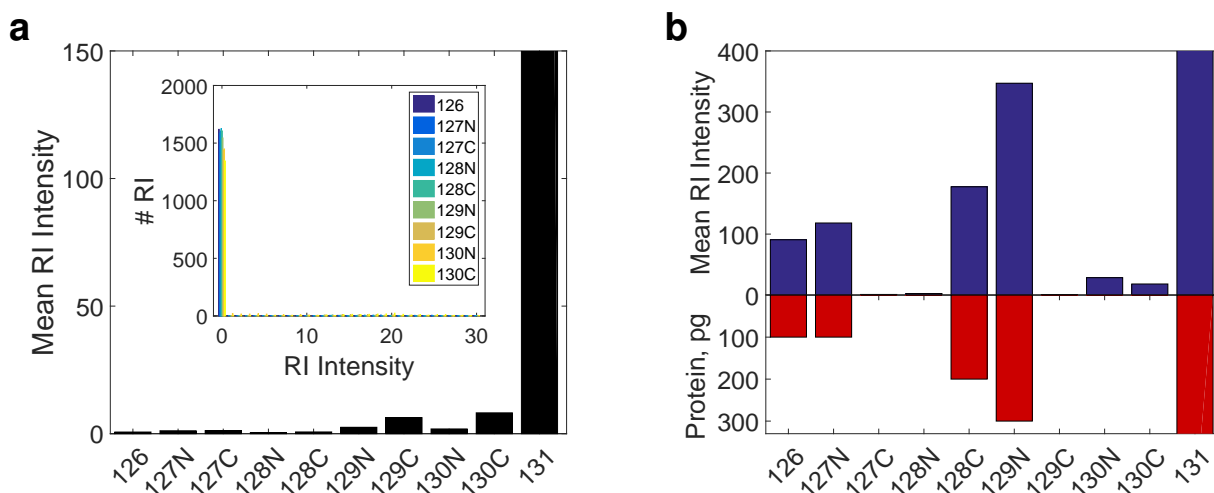 a
Mean RI Intensity
150
100
50
0
# RI
2000
1500
1000
500
0
0 10 20 30
RI Intensity
126
127N
127C
128N
128C
129N
129C
130N
130C
126 127N 127C 128N 128C 129N 129C 130N 130C 131
b
Mean RI Intensity
400
300
200
100
0
Protein, pg
100
200
300
126 127N 127C 128N 128C 129N 129C 130N 130C 131